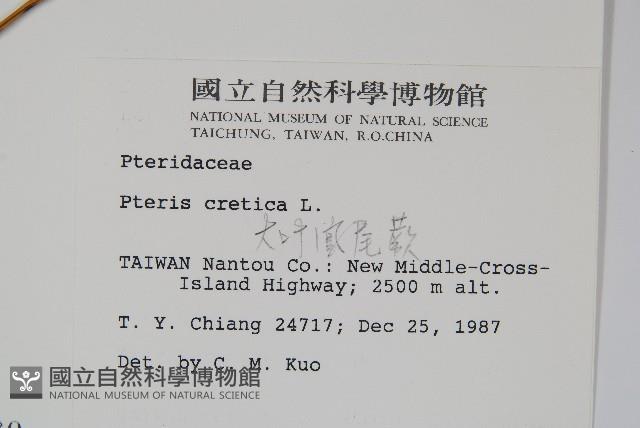 國立自然科學博物館
NATIONAL MUSEUM OF NATURAL SCIENCE
TAICHUNG, TAIWAN, R.O.CHINA
Pteridaceae
Pteris cretica L.
大叶鳳尾蕨
TAIWAN Nantou Co.: New Middle-Cross-
Island Highway; 2500 m alt.
T. Y. Chiang 24717; Dec 25, 1987
Det. by C. M. Kuo
國立自然科學博物館
NATIONAL MUSEUM OF NATURAL SCIENCE